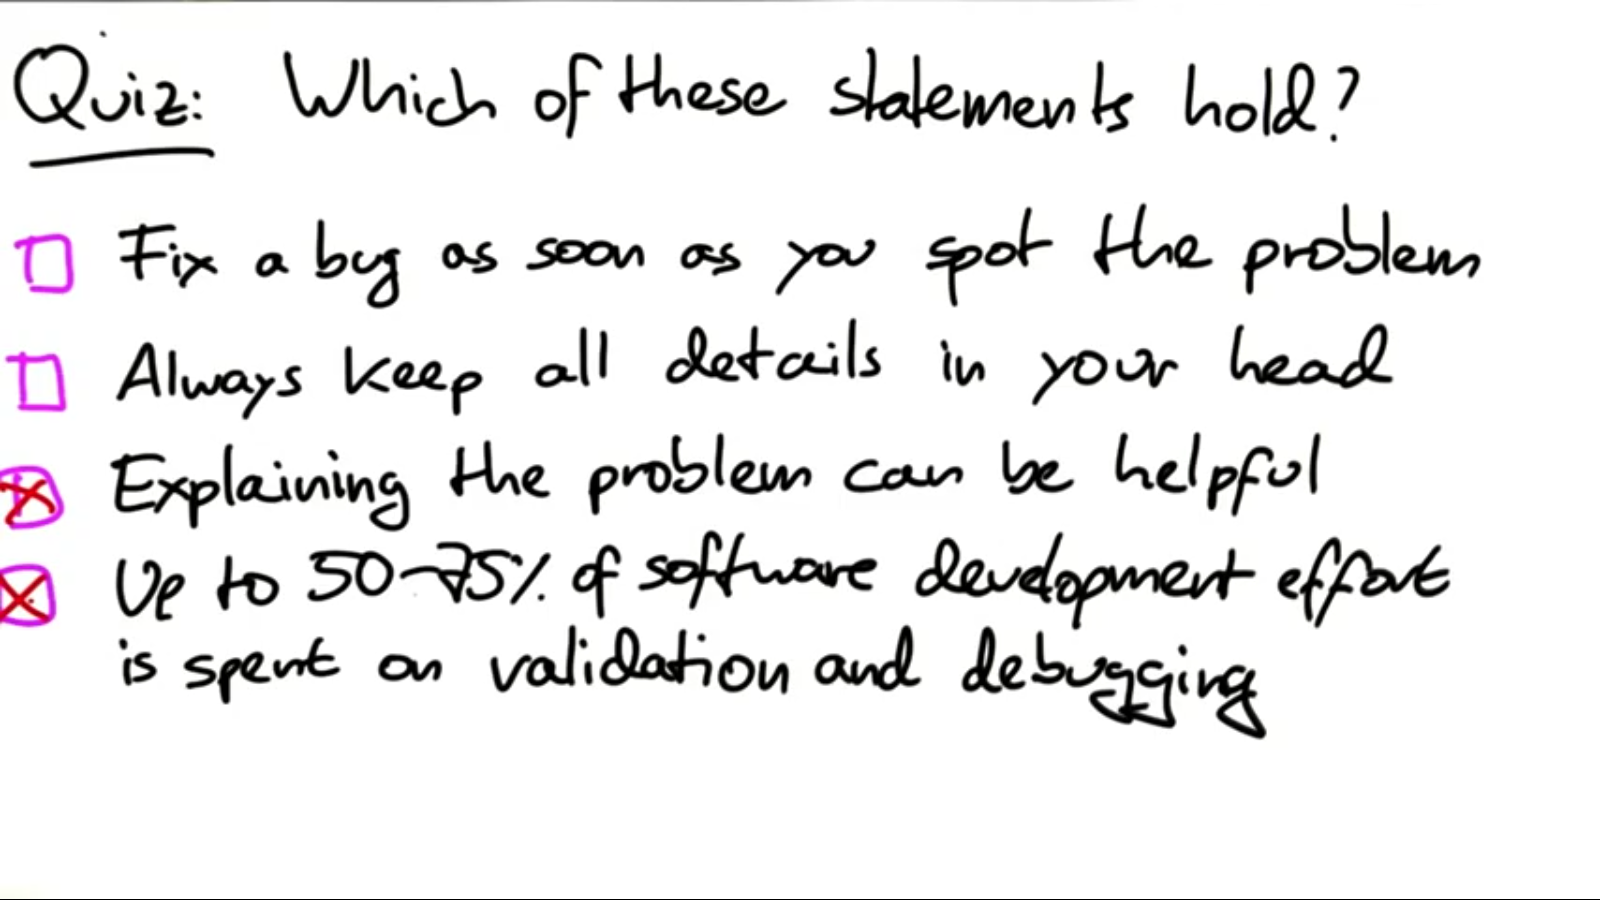 Quiz: Which of these statements hold?
Fix a bug as soon as you spot the problem
Always keep all details in your head
Explaining the problem can be helpful
Up to 50-75% of software development effort
is spent on validation and debugging